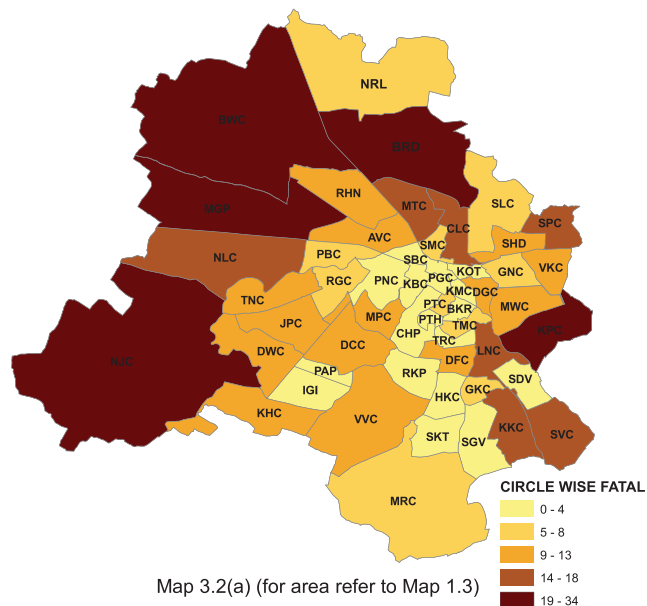 NRL
BWC
BRD
RHN
MTC
SLC
MGP
CLC
SPC
AVC
SMC
SHD
NLC
PBC
SBC
KOT
GNC
VKC
RGC
PNC
KBC
PGC
KMC
DGC
TNC
PTC
BKR
MWC
JPC
MPC
PTH
TMC
KPC
CHP
TRC
DWC
DCC
LNC
NJC
PAP
RKP
DFC
SDV
IGI
HKC
GKC
KHC
VVC
SKT
SGV
KKC
SVC
MRC
CIRCLE WISE FATAL
0 - 4
5 - 8
9 - 13
14 - 18
19 - 34
Map 3.2(a) (for area refer to Map 1.3)